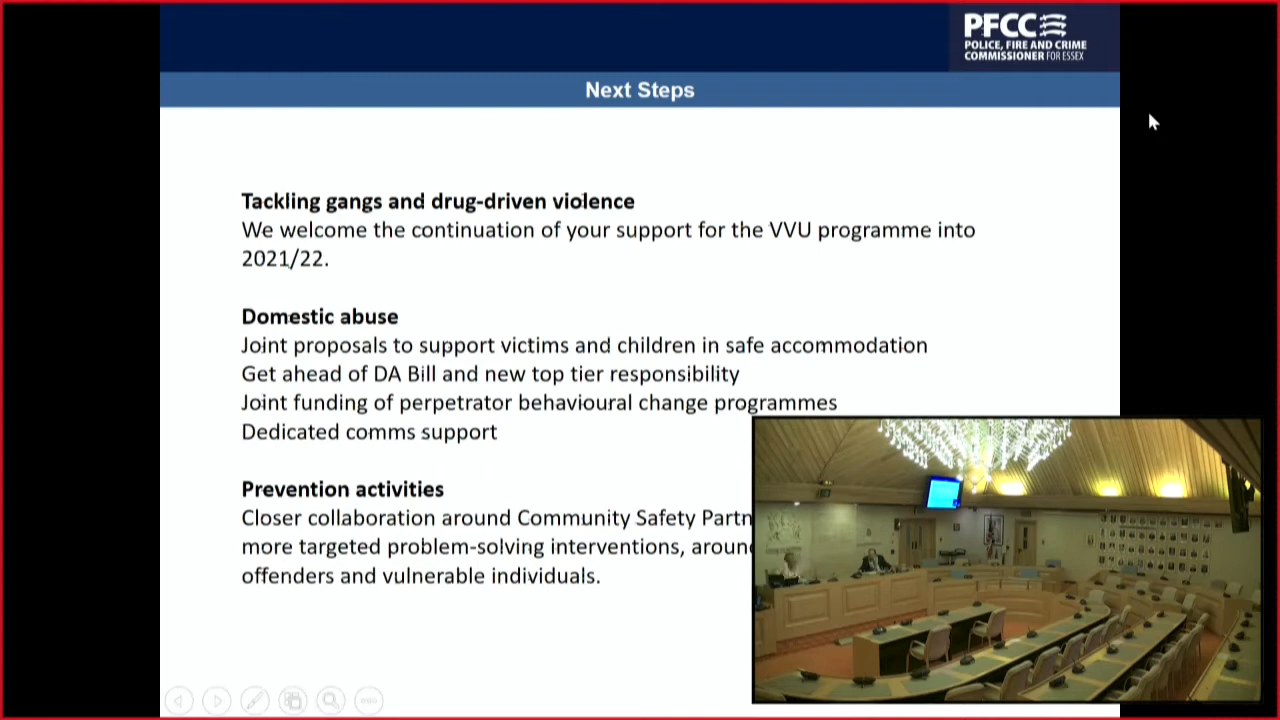 PFCC
POLICE, FIRE AND CRIME
COMMISSIONER FOR ESSEX
Next Steps
Tackling gangs and drug-driven violence
We welcome the continuation of your support for the VVU programme into
2021/22.
Domestic abuse
Joint proposals to support victims and children in safe accommodation
Get ahead of DA Bill and new top tier responsibility
Joint funding of perpetrator behavioural change programmes
Dedicated comms support
Prevention activities
Closer collaboration around Community Safety Partn
more targeted problem-solving interventions, around
offenders and vulnerable individuals.